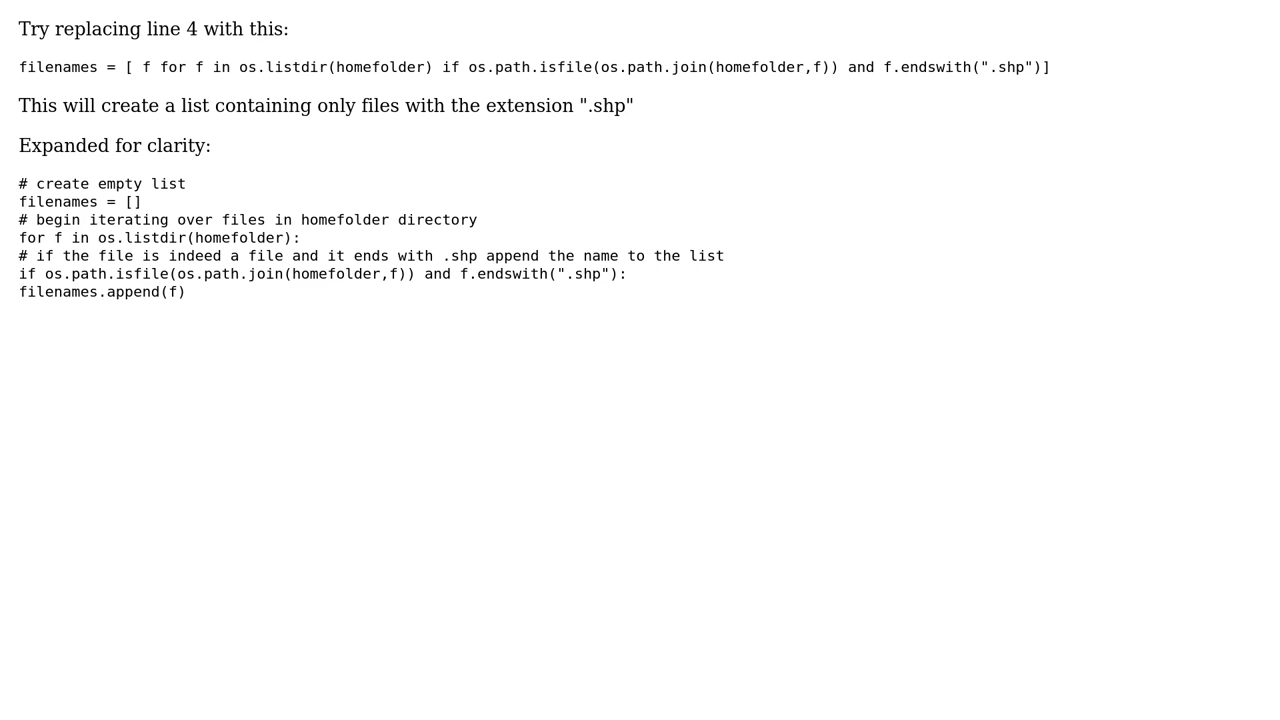 Try replacing line 4 with this:
filenames = [ f for f in os.listdir(homefolder) if os.path.isfile(os.path.join(homefolder,f)) and f.endswith(".shp")]
This will create a list containing only files with the extension ".shp"
Expanded for clarity:
# create empty list
filenames = []
# begin iterating over files in homefolder directory
for f in os.listdir(homefolder):
# if the file is indeed a file and it ends with .shp append the name to the list
if os.path.isfile(os.path.join(homefolder,f)) and f.endswith(".shp"):
filenames.append(f)